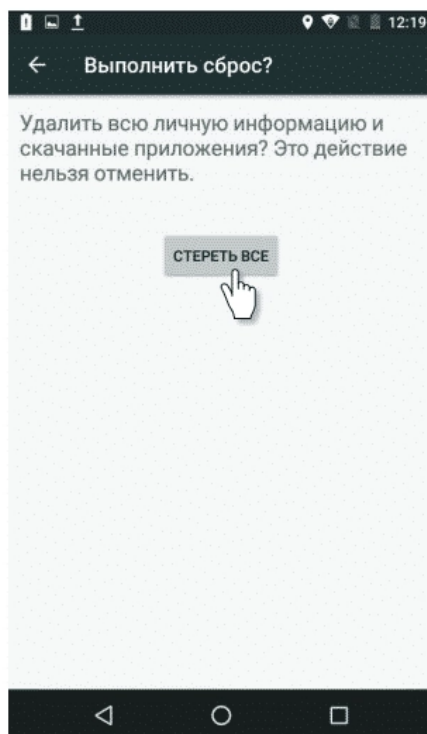 12:19
Выполнить сброс?
Удалить всю личную информацию и
скачанные приложения? Это действие
нельзя отменить.
СТЕРЕТЬ ВСЕ